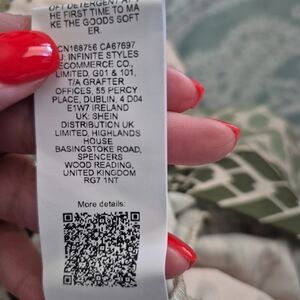 OFT DETERGENT
HE FIRST TIME TO MA
KE THE GOODS SOFT
ER.
CN168756 CA67697
U: INFINITE STYLES
ECOMMERCE CO.,
LIMITED, G01 & 101,
T/A GRAFTER
OFFICES, 55 PERCY
PLACE, DUBLIN, 4 D04
E1W7 IRELAND
UK: SHEIN
DISTRIBUTION UK
LIMITED, HIGHLANDS
HOUSE
BASINGSTOKE ROAD,
SPENCERS
WOOD READING,
UNITED KINGDOM
RG7 1NT
More details: